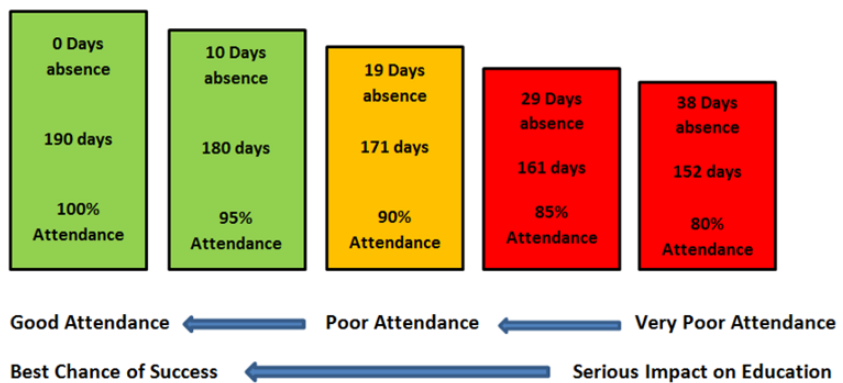 0 Days
absence
190 days
100%
Attendance
10 Days
absence
180 days
95%
Attendance
19 Days
absence
171 days
90%
Attendance
29 Days
absence
161 days
85%
Attendance
38 Days
absence
152 days
80%
Attendance
Good Attendance Poor Attendance Very Poor Attendance
Best Chance of Success Serious Impact on Education